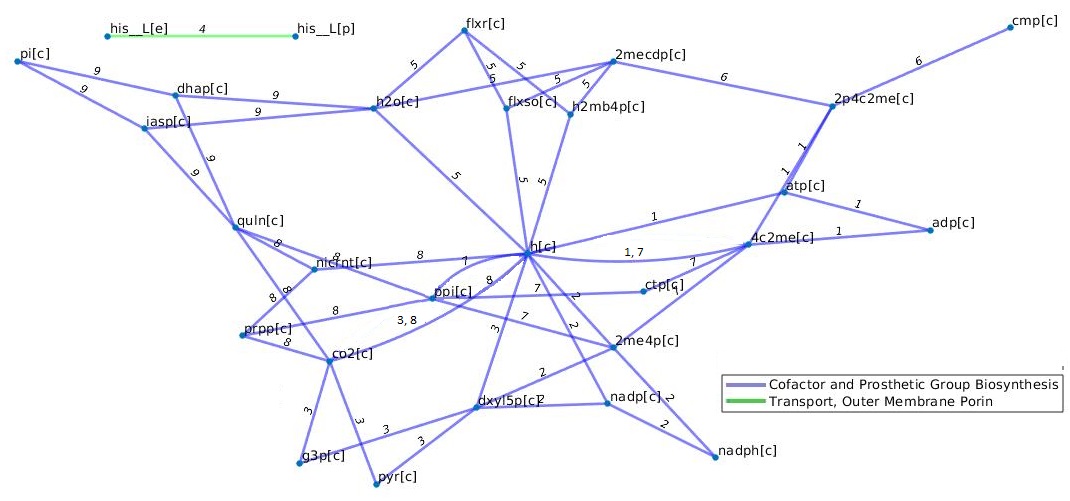 flxr[c]
cmp[c]
his__L[e]
4
his__L[p]
pi[c]
9
9
5
5
5
2mecdp[c]
6
6
dhap[c]
9
h2o[c]
5
5
5
flxso[c]
h2mb4p[c]
2p4c2me[c]
iasp[c]
9
9
9
5
5
5
1
1
atp[c]
1
1
quln[c]
8
8
nicrnt[c]
8
7
h[c]
1, 7
4c2me[c]
1
adp[c]
8
8
8
ppi[c]
8
7
ctp[c]
7
1
2
prpp[c]
8
8
3, 8
7
3
2
2me4p[c]
co2[c]
2
dxyl5p[c]
2
nadp[c]
2
2
3
3
3
3
g3p[c]
pyr[c]
nadph[c]
Cofactor and Prosthetic Group Biosynthesis
Transport, Outer Membrane Porin